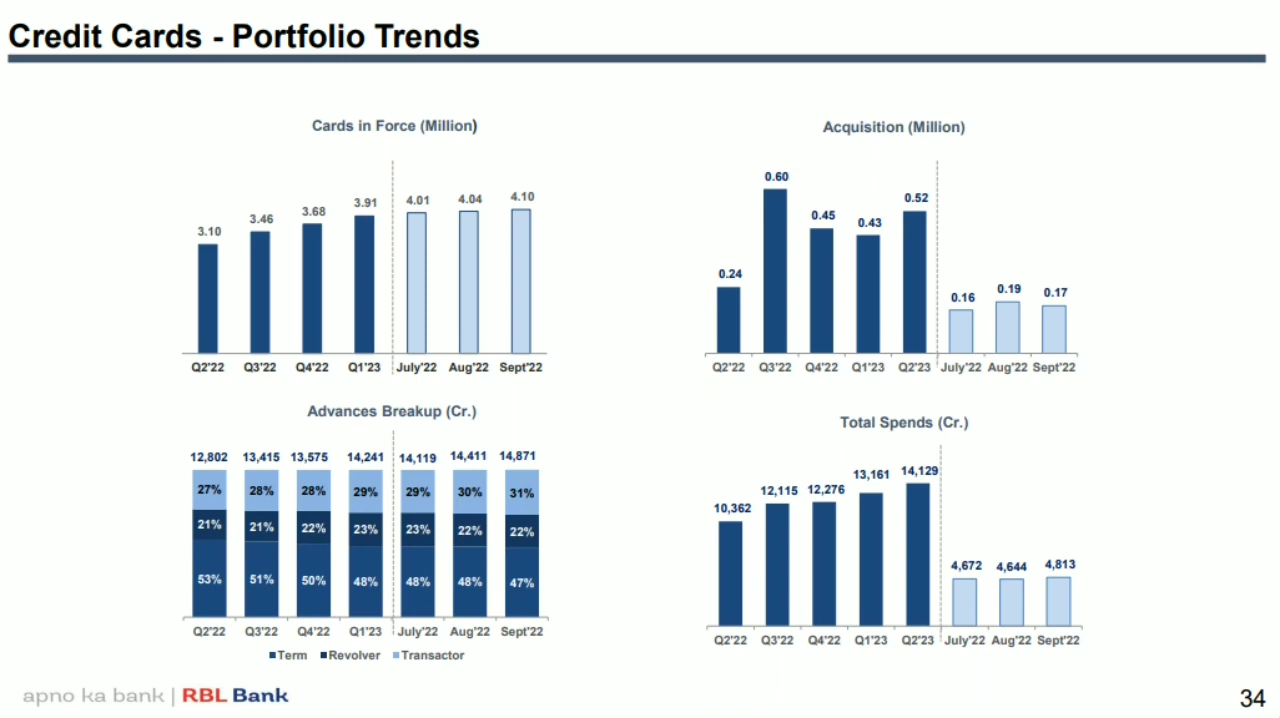 Credit Cards - Portfolio Trends
Cards in Force (Million)
3.10 3.46 3.68 3.91 4.01 4.04 4.10
Q2'22 Q3'22 Q4'22 Q1'23 July'22 Aug'22 Sept'22
Acquisition (Million)
0.24 0.60 0.45 0.43 0.52 0.16 0.19 0.17
Q2'22 Q3'22 Q4'22 Q1'23 Q2'23 July'22 Aug'22 Sept'22
Advances Breakup (Cr.)
12,802 13,415 13,575 14,241 14,119 14,411 14,871
27% 28% 28% 29% 29% 30% 31%
21% 21% 22% 23% 23% 22% 22%
53% 51% 50% 48% 48% 48% 47%
Q2'22 Q3'22 Q4'22 Q1'23 July'22 Aug'22 Sept'22
Term Revolver Transactor
Total Spends (Cr.)
10,362 12,115 12,276 13,161 14,129 4,672 4,644 4,813
Q2'22 Q3'22 Q4'22 Q1'23 Q2'23 July'22 Aug'22 Sept'22
apno ka bank | RBL Bank
34